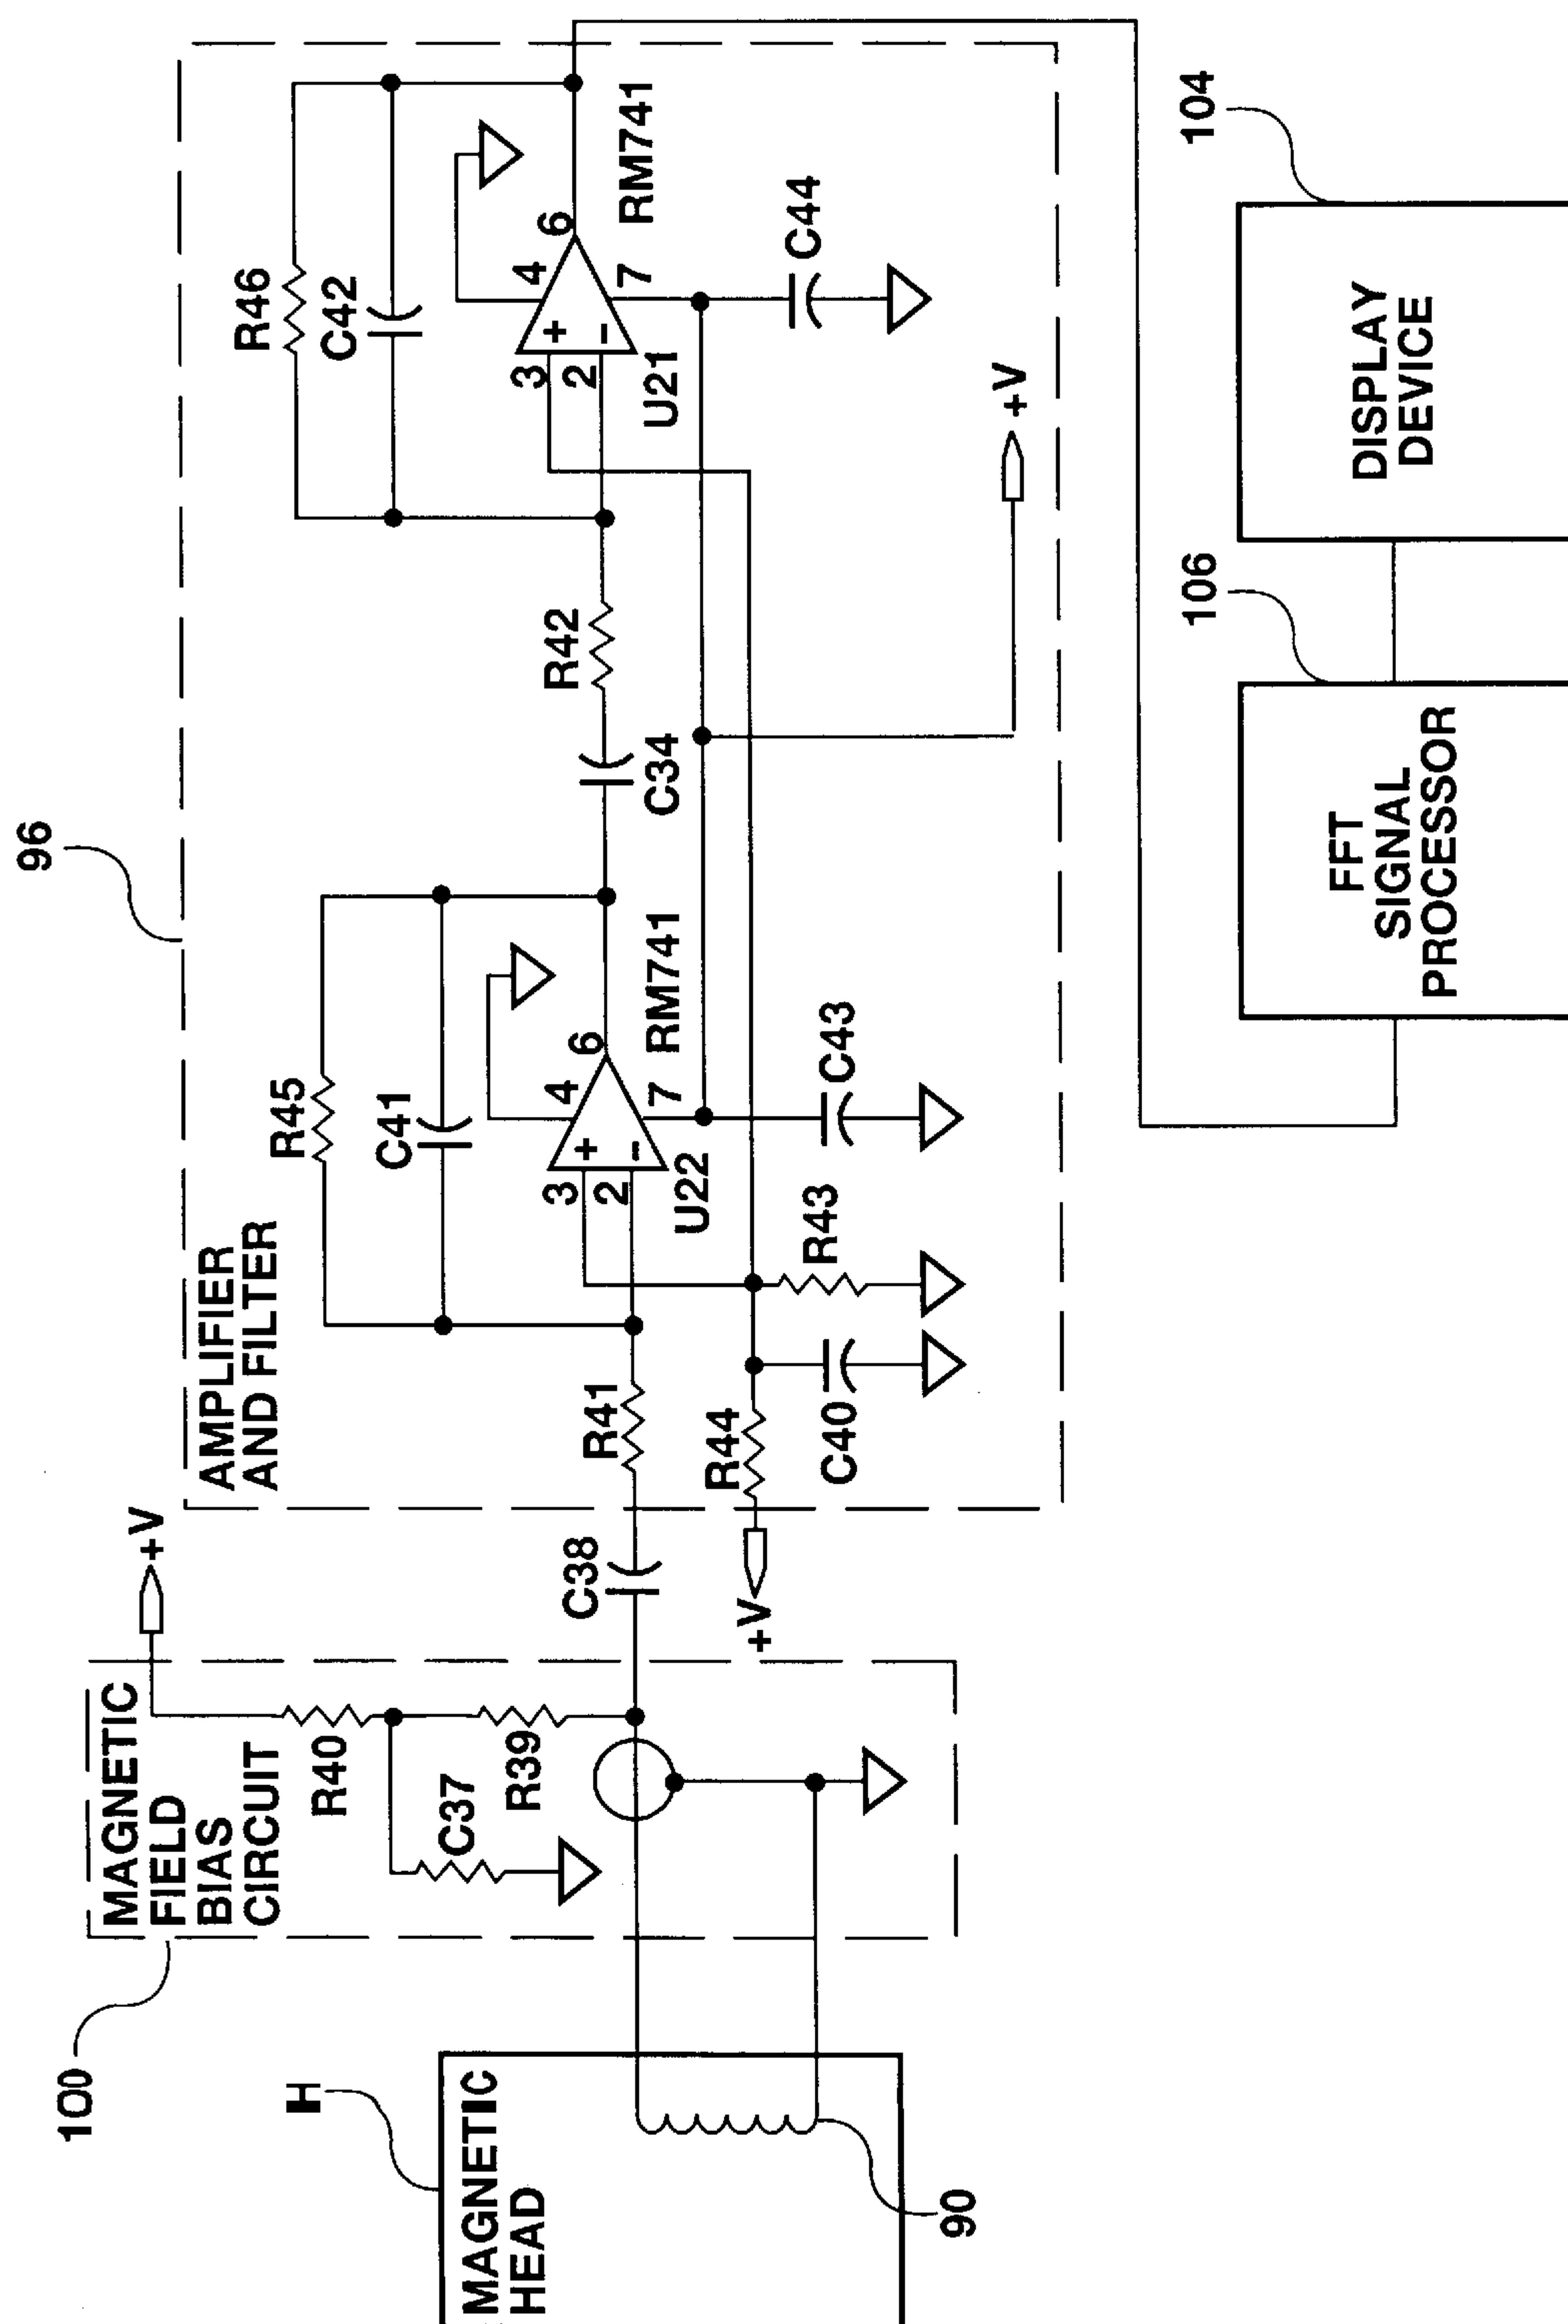 96
AMPLIFIER
AND FILTER
R45
C41
R46
C42
3
2
+
-
4
6
7
U22
RM741
3
2
+
-
4
6
7
U21
RM741
R41
C34
R42
R44
+V
C40
R43
C43
C44
+V
C38
100
MAGNETIC
FIELD
BIAS
CIRCUIT
+V
R40
C37
R39
H
MAGNETIC
HEAD
90
106
FFT
SIGNAL
PROCESSOR
104
DISPLAY
DEVICE